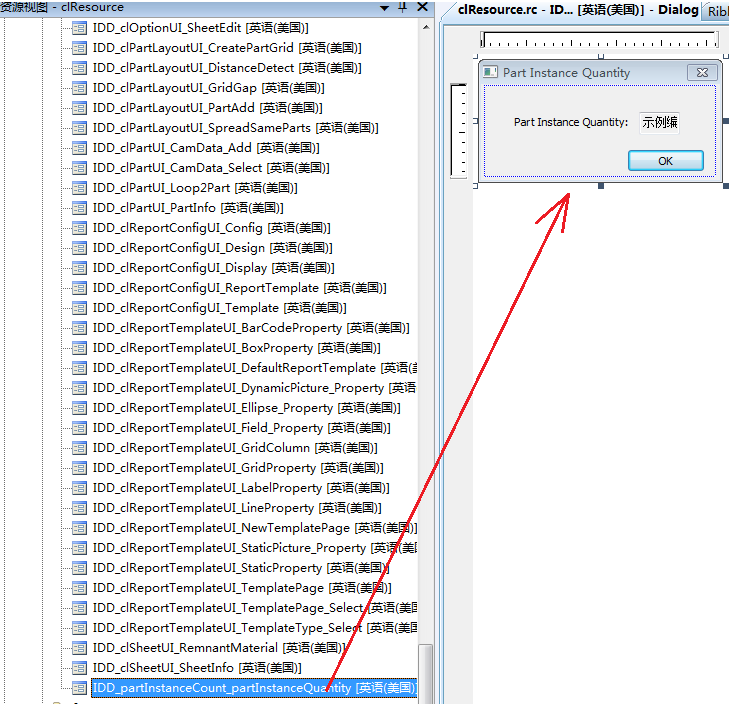 资源视图 - clResource
IDD_clOptionUI_SheetEdit [英语(美国)]
IDD_clPartLayoutUI_CreatePartGrid [英语(美国)]
IDD_clPartLayoutUI_DistanceDetect [英语(美国)]
IDD_clPartLayoutUI_GridGap [英语(美国)]
IDD_clPartLayoutUI_PartAdd [英语(美国)]
IDD_clPartLayoutUI_SpreadSameParts [英语(美国)]
IDD_clPartUI_CamData_Add [英语(美国)]
IDD_clPartUI_CamData_Select [英语(美国)]
IDD_clPartUI_Loop2Part [英语(美国)]
IDD_clPartUI_PartInfo [英语(美国)]
IDD_clReportConfigUI_Config [英语(美国)]
IDD_clReportConfigUI_Design [英语(美国)]
IDD_clReportConfigUI_Display [英语(美国)]
IDD_clReportConfigUI_ReportTemplate [英语(美国)]
IDD_clReportConfigUI_Template [英语(美国)]
IDD_clReportTemplateUI_BarCodeProperty [英语(美国)]
IDD_clReportTemplateUI_BoxProperty [英语(美国)]
IDD_clReportTemplateUI_DefaultReportTemplate [英语(
IDD_clReportTemplateUI_DynamicPicture_Property [英语
IDD_clReportTemplateUI_Ellipse_Property [英语(美国)]
IDD_clReportTemplateUI_Field_Property [英语(美国)]
IDD_clReportTemplateUI_GridColumn [英语(美国)]
IDD_clReportTemplateUI_GridProperty [英语(美国)]
IDD_clReportTemplateUI_LabelProperty [英语(美国)]
IDD_clReportTemplateUI_LineProperty [英语(美国)]
IDD_clReportTemplateUI_NewTemplatePage [英语(美国)]
IDD_clReportTemplateUI_StaticPicture_Property [英语(美
IDD_clReportTemplateUI_StaticProperty [英语(美国)]
IDD_clReportTemplateUI_TemplatePage [英语(美国)]
IDD_clReportTemplateUI_TemplatePage_Select [英语(美国
IDD_clReportTemplateUI_TemplateType_Select [英语(美国
IDD_clSheetUI_RemnantMaterial [英语(美国)]
IDD_clSheetUI_SheetInfo [英语(美国)]
IDD_partInstanceCount_partInstanceQuantity [英语(美国)]
clResource.rc - ID... [英语(美国)] - Dialog
Ribb
Part Instance Quantity
Part Instance Quantity: 示例编
OK